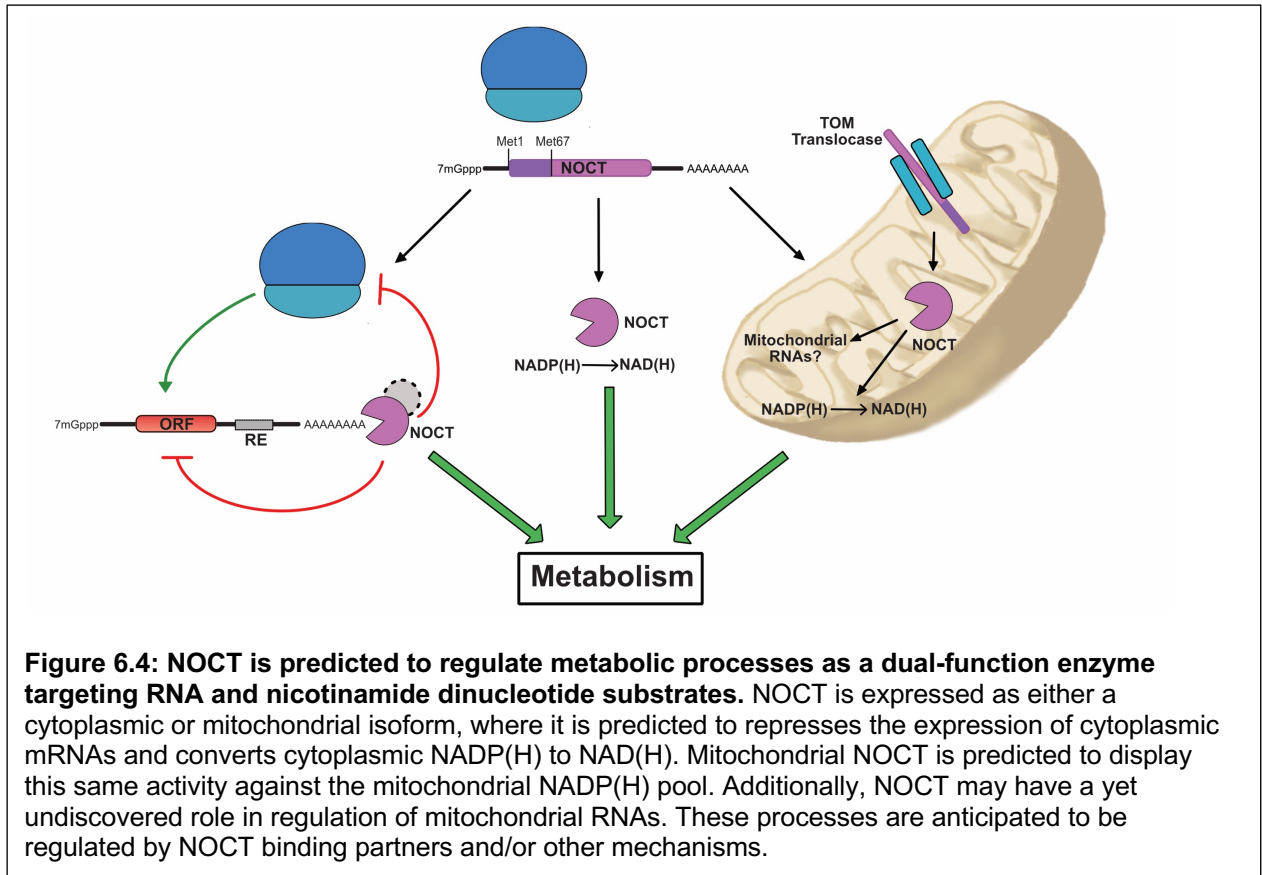 Met1 Met67
7mGppp NOCT AAAAAAAA
TOM
Translocase
NOCT
NADP(H) NAD(H)
Mitochondrial
RNAs?
NOCT
NADP(H) NAD(H)
7mGppp ORF AAAAAAAA
RE
NOCT
Metabolism
Figure 6.4: NOCT is predicted to regulate metabolic processes as a dual-function enzyme
targeting RNA and nicotinamide dinucleotide substrates. NOCT is expressed as either a
cytoplasmic or mitochondrial isoform, where it is predicted to represses the expression of cytoplasmic
mRNAs and converts cytoplasmic NADP(H) to NAD(H). Mitochondrial NOCT is predicted to display
this same activity against the mitochondrial NADP(H) pool. Additionally, NOCT may have a yet
undiscovered role in regulation of mitochondrial RNAs. These processes are anticipated to be
regulated by NOCT binding partners and/or other mechanisms.